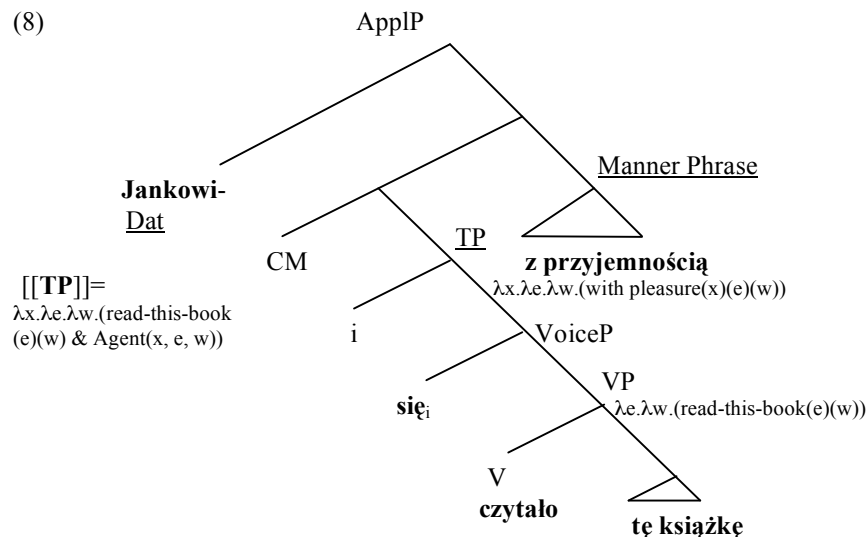 (8)
ApplP
Manner Phrase
Jankowi-
Dat
CM
TP
z przyjemnością
λx.λe.λw.(with pleasure(x)(e)(w))
[[TP]]=
λx.λe.λw.(read-this-book
(e)(w) & Agent(x, e, w))
i
VoiceP
VP
λe.λw.(read-this-book(e)(w))
sięi
V
czytało
tę książkę